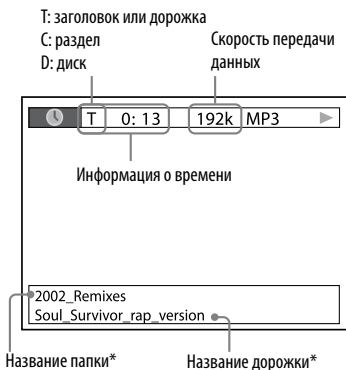 T: заголовок или дорожка
C: раздел
D: диск
Скорость передачи
данных
T 0: 13 192k MP3
Информация о времени
2002_Remixes
Soul_Survivor_rap_version
Название папки*
Название дорожки*